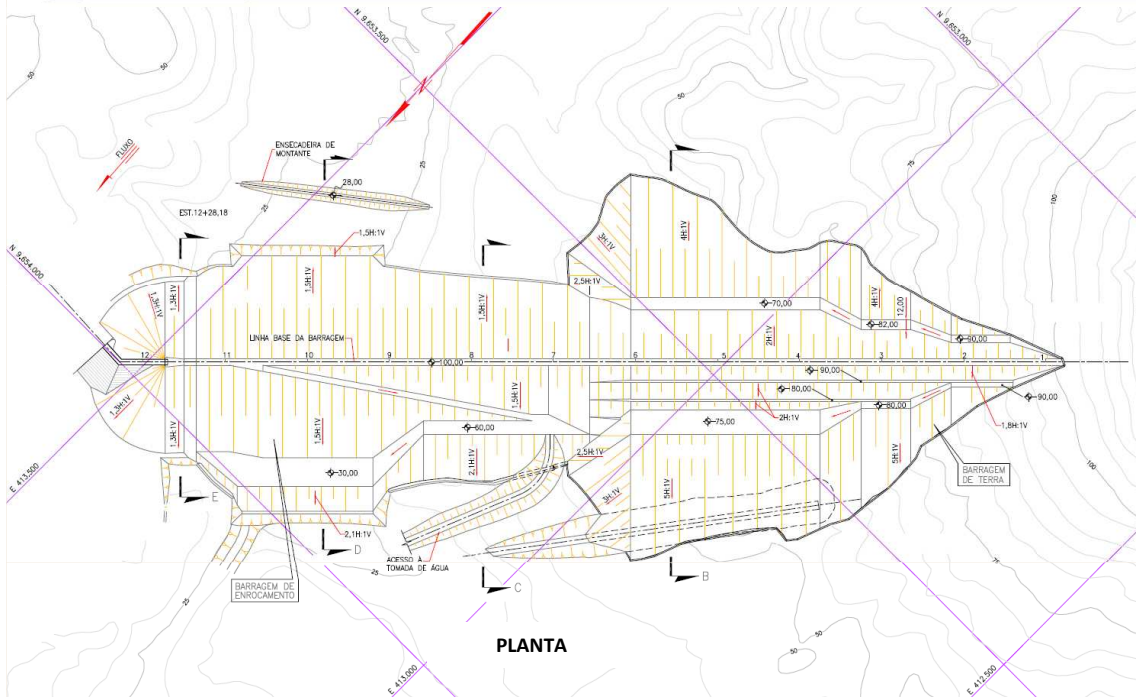 N 9.653.500
N 9.653.000
50
50
50
75
100
ENSECADEIRA DE
MONTANTE
28,00
FLUXO
25
25
EST.12+28,18
1,5H:1V
3H:1V
4H:1V
N 9.654.000
1,3H:1V
1,3H:1V
1,5H:1V
1,5H:1V
2,5H:1V
70,00
2H:1V
4H:1V
12,00
82,00
90,00
LINHA BASE DA BARRAGEM
12
11
10
9
8
7
6
5
4
3
2
1
100,00
90,00
80,00
80,00
90,00
2H:1V
1,8H:1V
1,3H:1V
1,3H:1V
1,5H:1V
1,5H:1V
60,00
75,00
30,00
2,1H:1V
2,5H:1V
3H:1V
5H:1V
5H:1V
BARRAGEM
DE TERRA
100
E 413.500
E
2,1H:1V
D
ACESSO À
TOMADA DE ÁGUA
25
25
BARRAGEM DE
ENROCAMENTO
C
B
75
50
50
PLANTA
E 413.000
E 412.500